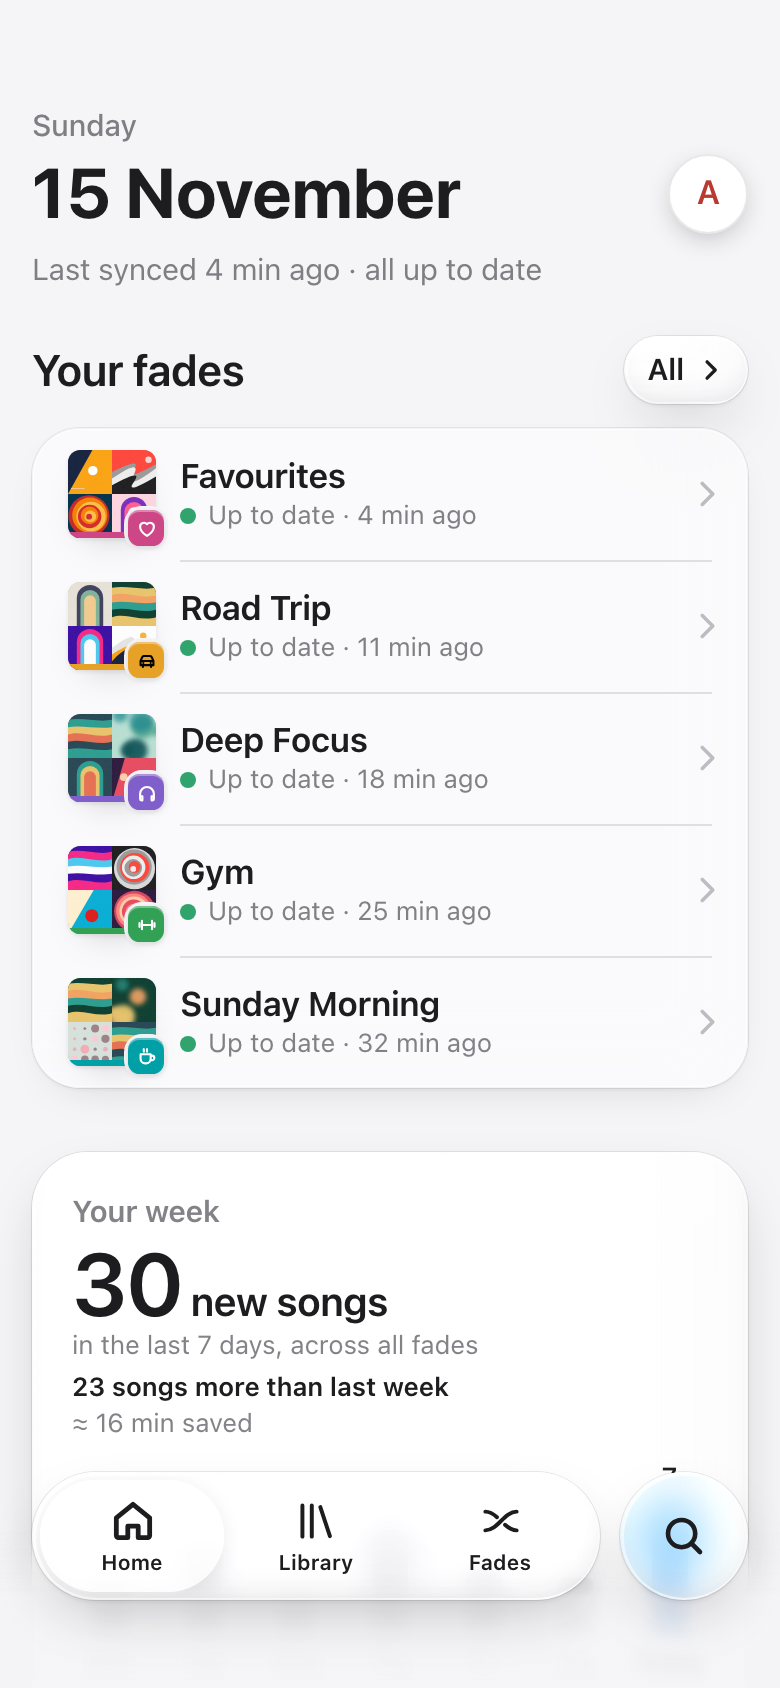 Sunday
15 November
A
Last synced 4 min ago · all up to date
Your fades
All
Favourites
Up to date · 4 min ago
Road Trip
Up to date · 11 min ago
Deep Focus
Up to date · 18 min ago
Gym
Up to date · 25 min ago
Sunday Morning
Up to date · 32 min ago
Your week
30 new songs
in the last 7 days, across all fades
23 songs more than last week
≈ 16 min saved
Home
Library
Fades